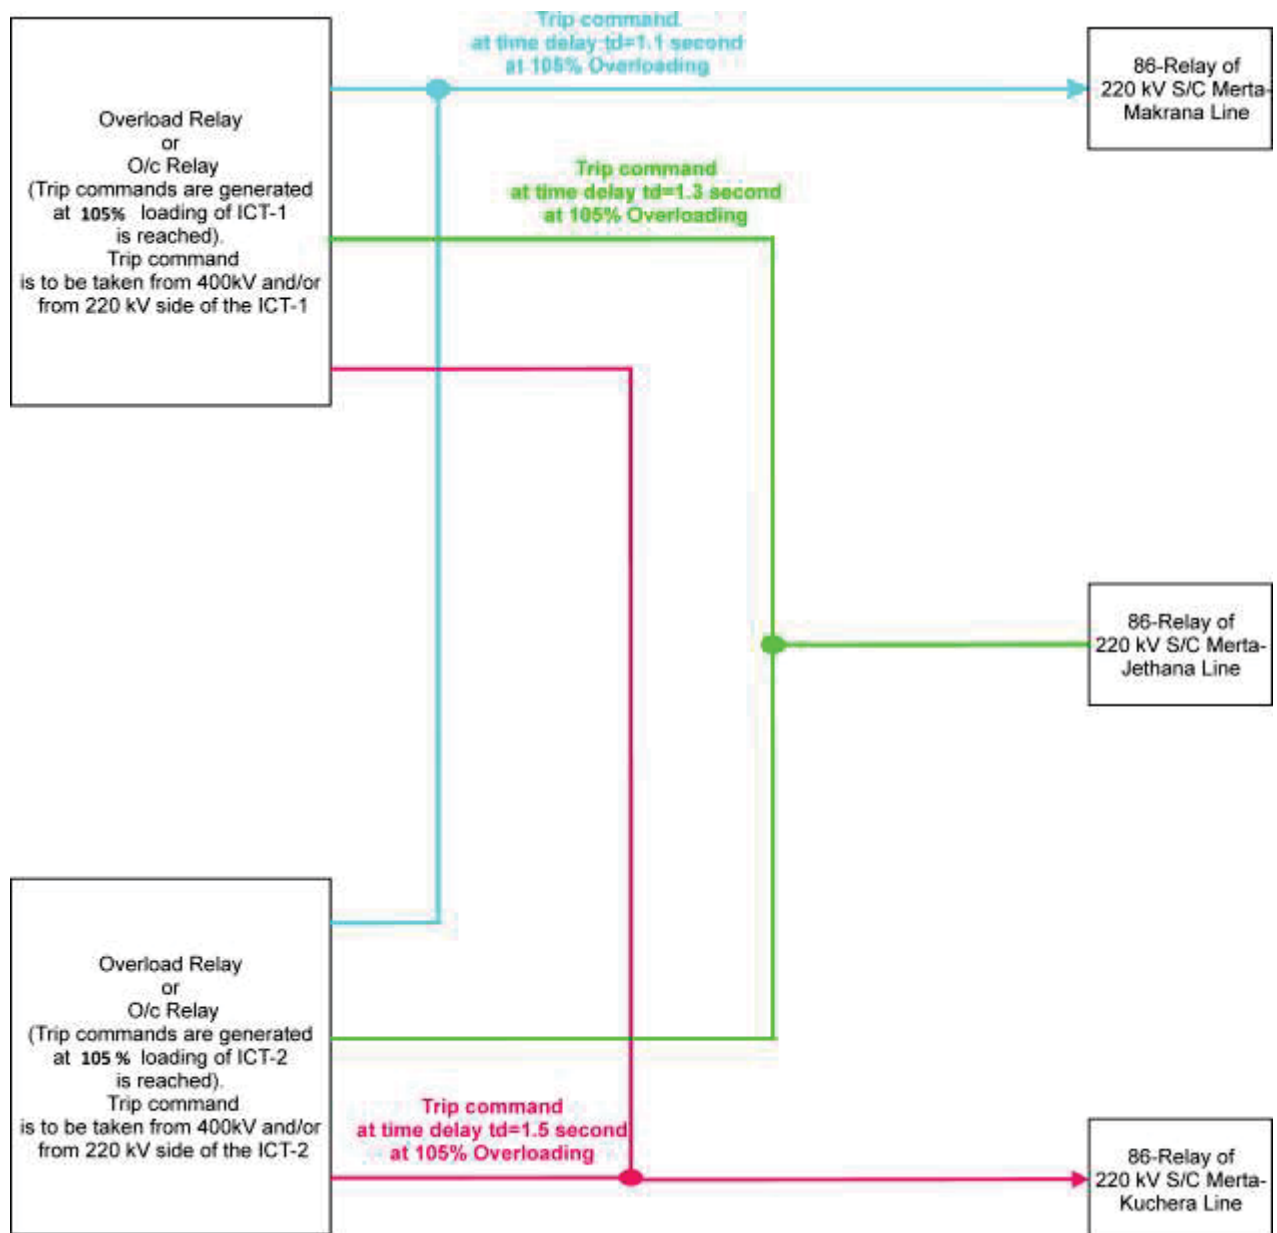 Trip command
at time delay td=1.1 second
at 105% Overloading
86-Relay of
220 kV S/C Merta-
Makrana Line
Overload Relay
or
O/c Relay
(Trip commands are generated
at 105% loading of ICT-1
is reached).
Trip command
is to be taken from 400kV and/or
from 220 kV side of the ICT-1
Trip command
at time delay td=1.3 second
at 105% Overloading
86-Relay of
220 kV S/C Merta-
Jethana Line
Overload Relay
or
O/c Relay
(Trip commands are generated
at 105 % loading of ICT-2
is reached).
Trip command
is to be taken from 400kV and/or
from 220 kV side of the ICT-2
Trip command
at time delay td=1.5 second
at 105% Overloading
86-Relay of
220 kV S/C Merta-
Kuchera Line